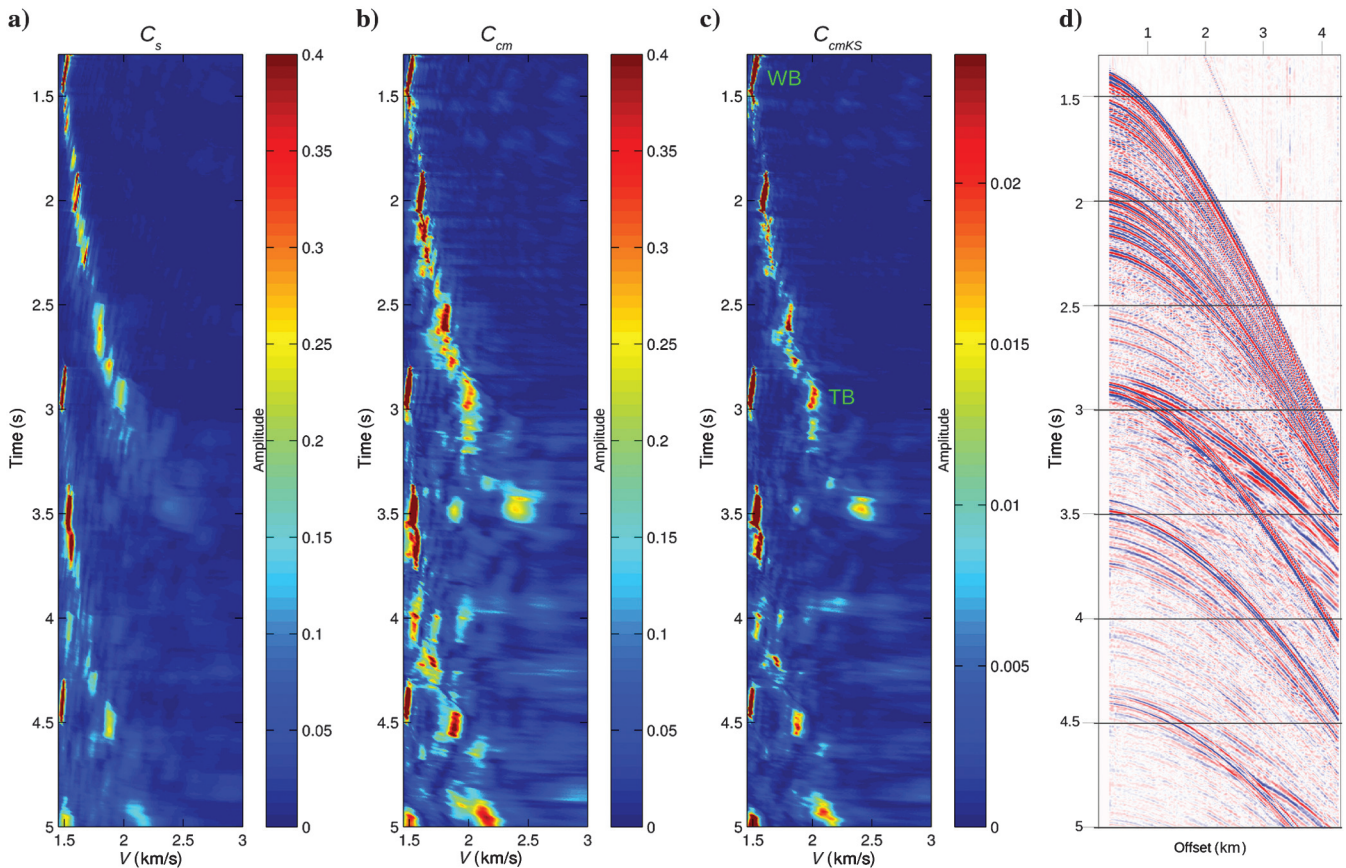 a)
C_s
1.5
2
2.5
3
3.5
4
4.5
5
Time (s)
1.5 2 2.5 3
V (km/s)
0.4
0.35
0.3
0.25
0.2
0.15
0.1
0.05
0
Amplitude
b)
C_cm
1.5
2
2.5
3
3.5
4
4.5
5
Time (s)
1.5 2 2.5 3
V (km/s)
0.4
0.35
0.3
0.25
0.2
0.15
0.1
0.05
0
Amplitude
c)
C_cmKS
WB
TB
1.5
2
2.5
3
3.5
4
4.5
5
Time (s)
1.5 2 2.5 3
V (km/s)
0.02
0.015
0.01
0.005
0
Amplitude
d)
1 2 3 4
1.5
2
2.5
3
3.5
4
4.5
5
Time (s)
Offset (km)